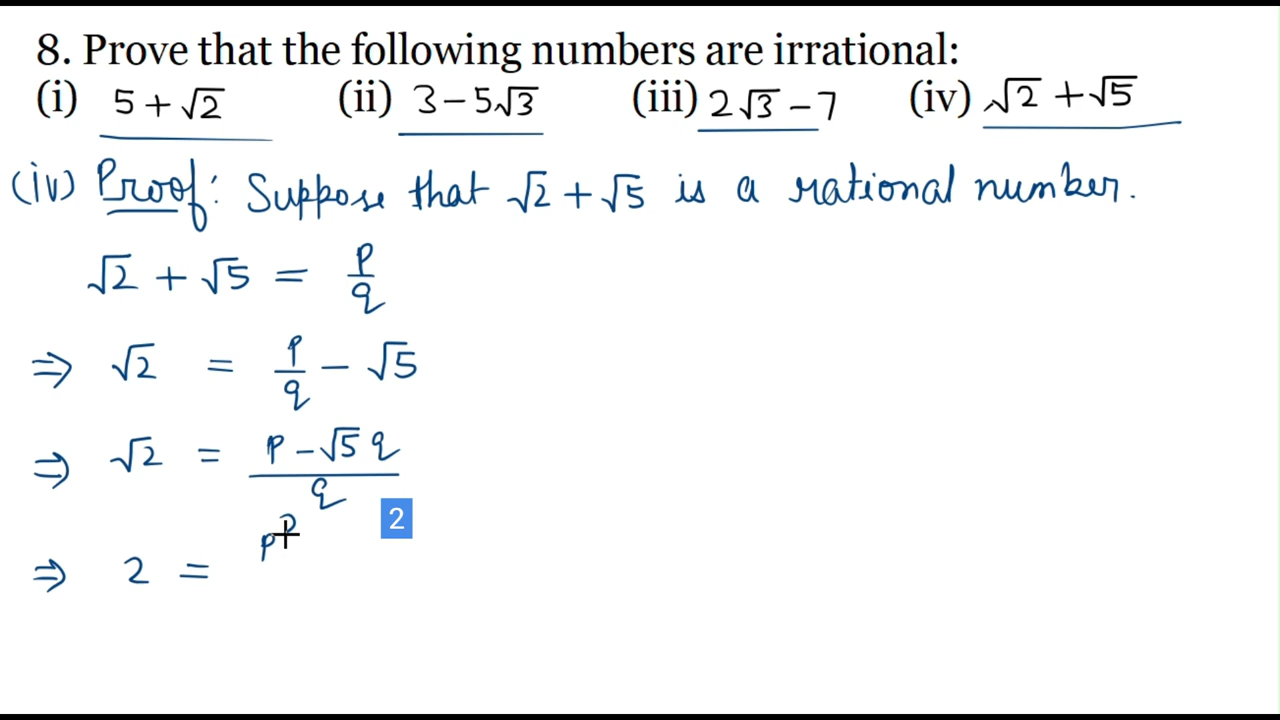 8. Prove that the following numbers are irrational:
(i) 5 + √2 (ii) 3 - 5√3 (iii) 2√3 - 7 (iv) √2 + √5
(iv) Proof: Suppose that √2 + √5 is a rational number.
√2 + √5 = p/q
⇒ √2 = p/q - √5
⇒ √2 = (p - √5 q)/q
2
p²
⇒ 2 =